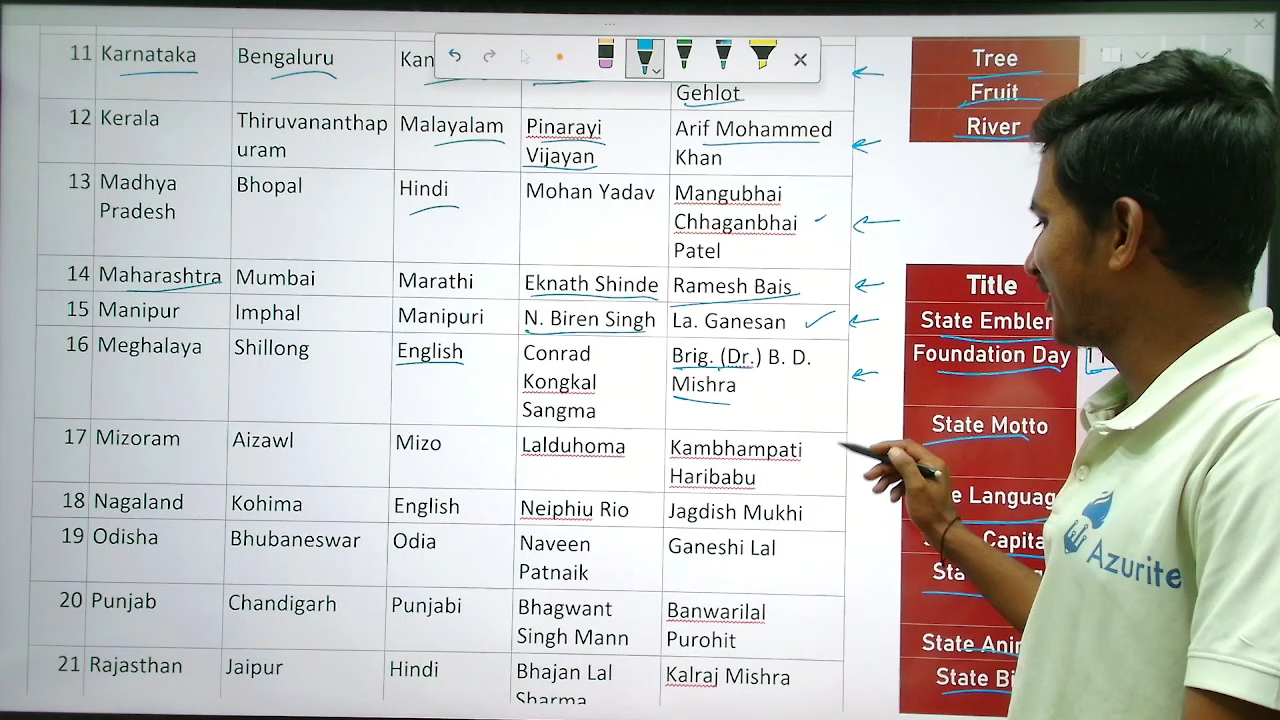 11 Karnataka Bengaluru Kan
Gehlot
12 Kerala Thiruvananthap Malayalam Pinarayi Arif Mohammed
uram Vijayan Khan
13 Madhya Bhopal Hindi Mohan Yadav Mangubhai
Pradesh Chhaganbhai
Patel
14 Maharashtra Mumbai Marathi Eknath Shinde Ramesh Bais
15 Manipur Imphal Manipuri N. Biren Singh La. Ganesan
16 Meghalaya Shillong English Conrad Brig. (Dr.) B. D.
Kongkal Mishra
Sangma
17 Mizoram Aizawl Mizo Lalduhoma Kambhampati
Haribabu
18 Nagaland Kohima English Neiphiu Rio Jagdish Mukhi
19 Odisha Bhubaneswar Odia Naveen Ganeshi Lal
Patnaik
20 Punjab Chandigarh Punjabi Bhagwant Banwarilal
Singh Mann Purohit
21 Rajasthan Jaipur Hindi Bhajan Lal Kalraj Mishra
Sharma
Tree
Fruit
River
Title
State Emblem
Foundation Day
State Motto
e Languag
Capita
Sta
State Ani
State Bi
Azurite